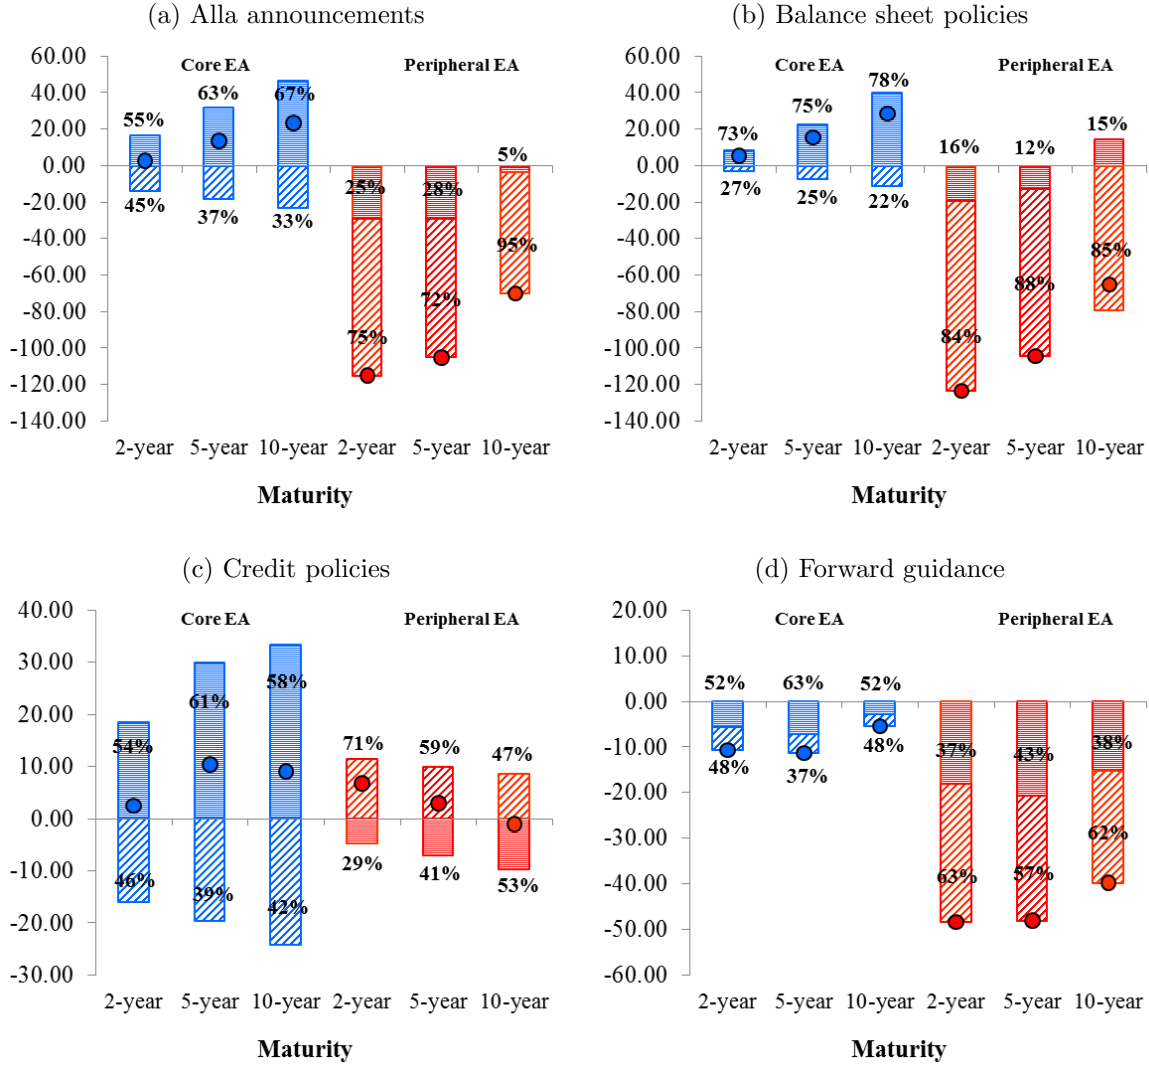 (a) Alla announcements
60.00
40.00
20.00
0.00
-20.00
-40.00
-60.00
-80.00
-100.00
-120.00
-140.00
Core EA
Peripheral EA
55%
63%
67%
45%
37%
33%
25%
28%
5%
75%
72%
95%
2-year
5-year
10-year
2-year
5-year
10-year
Maturity
(b) Balance sheet policies
60.00
40.00
20.00
0.00
-20.00
-40.00
-60.00
-80.00
-100.00
-120.00
-140.00
Core EA
Peripheral EA
73%
75%
78%
27%
25%
22%
16%
12%
15%
84%
88%
85%
2-year
5-year
10-year
2-year
5-year
10-year
Maturity
(c) Credit policies
40.00
30.00
20.00
10.00
0.00
-10.00
-20.00
-30.00
Core EA
Peripheral EA
54%
61%
58%
46%
39%
42%
71%
59%
47%
29%
41%
53%
2-year
5-year
10-year
2-year
5-year
10-year
Maturity
(d) Forward guidance
20.00
10.00
0.00
-10.00
-20.00
-30.00
-40.00
-50.00
-60.00
Core EA
Peripheral EA
52%
63%
52%
48%
37%
48%
37%
43%
38%
63%
57%
62%
2-year
5-year
10-year
2-year
5-year
10-year
Maturity